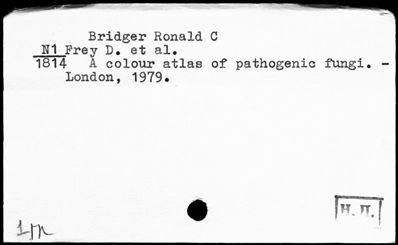 Bridger Ronald C
N1 Frey D. et al.
1814 A colour atlas of pathogenic fungi. -
London, 1979.
Н. П.